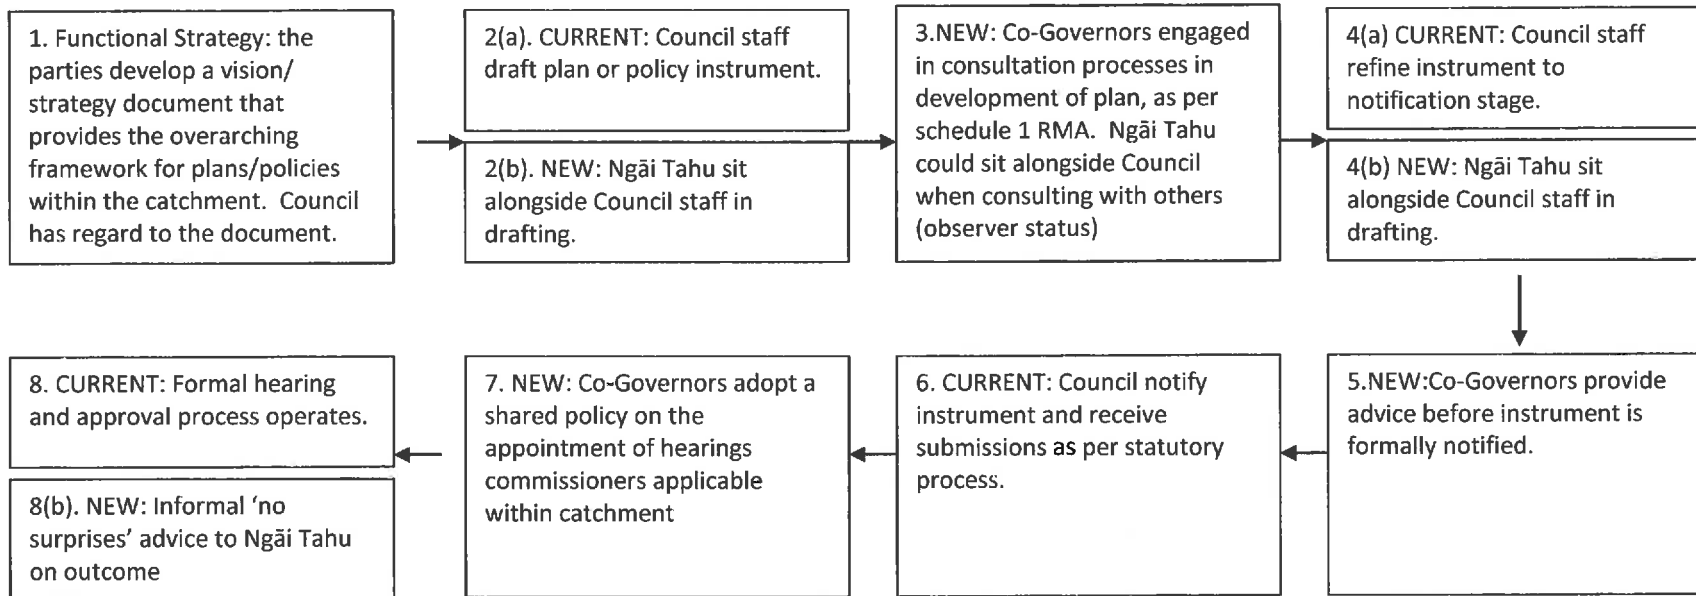 1. Functional Strategy: the
parties develop a vision/
strategy document that
provides the overarching
framework for plans/policies
within the catchment.  Council
has regard to the document.
2(a). CURRENT: Council staff
draft plan or policy instrument.
2(b). NEW: Ngāi Tahu sit
alongside Council staff in
drafting.
3.NEW: Co-Governors engaged
in consultation processes in
development of plan, as per
schedule 1 RMA.  Ngāi Tahu
could sit alongside Council
when consulting with others
(observer status)
4(a) CURRENT: Council staff
refine instrument to
notification stage.
4(b) NEW: Ngāi Tahu sit
alongside Council staff in
drafting.
5.NEW:Co-Governors provide
advice before instrument is
formally notified.
6. CURRENT: Council notify
instrument and receive
submissions as per statutory
process.
7. NEW: Co-Governors adopt a
shared policy on the
appointment of hearings
commissioners applicable
within catchment
8. CURRENT: Formal hearing
and approval process operates.
8(b). NEW: Informal ‘no
surprises’ advice to Ngāi Tahu
on outcome